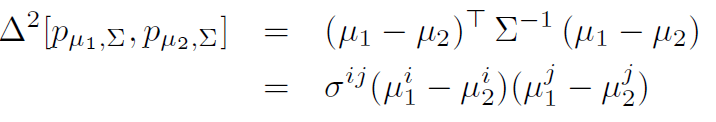 Δ²[p_{μ₁,Σ}, p_{μ₂,Σ}] = (μ₁ − μ₂)^⊤ Σ⁻¹ (μ₁ − μ₂)
= σ^{ij}(μ₁^i − μ₂^i)(μ₁^j − μ₂^j)